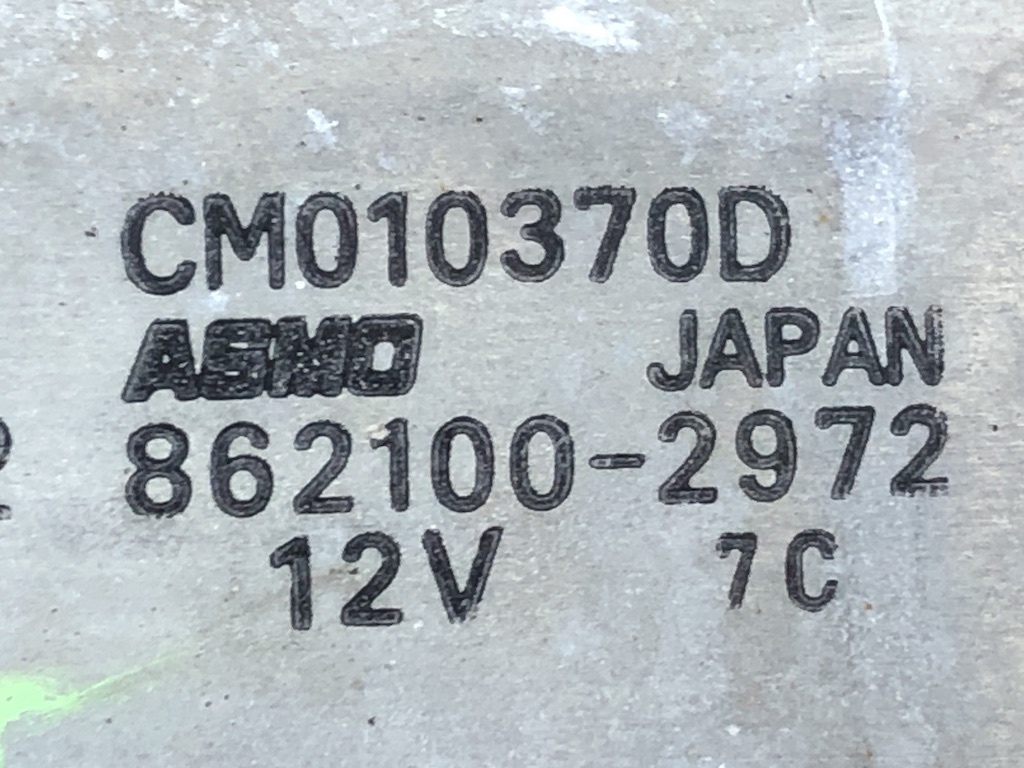 CM010370D
ASMO JAPAN
862100-2972
12V 7C